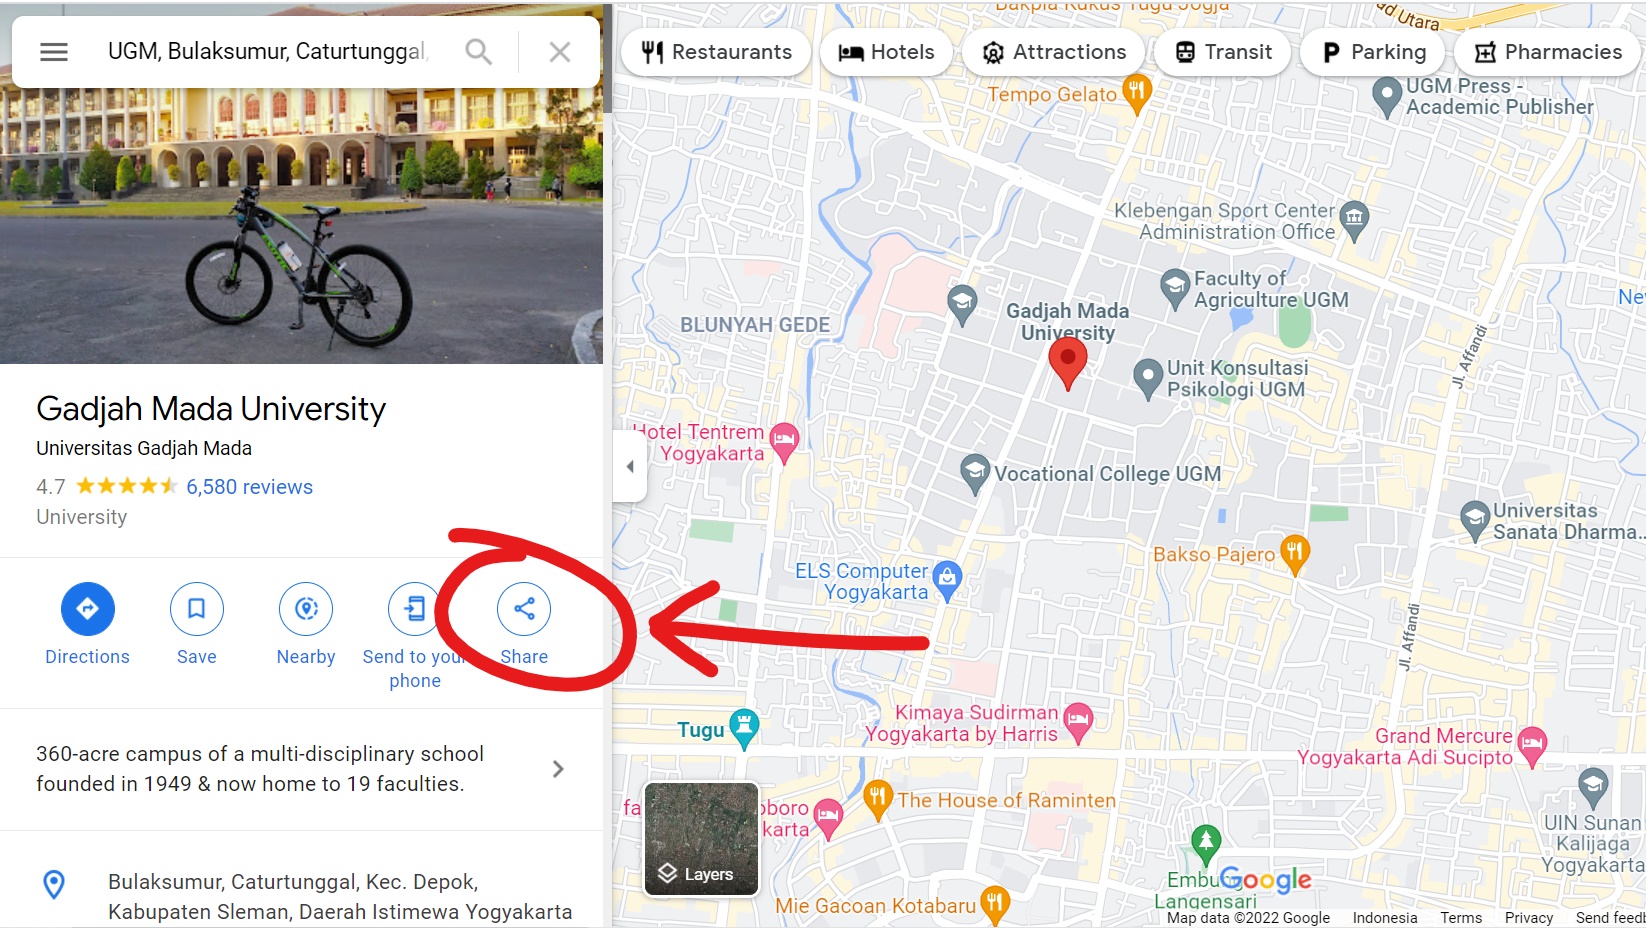 UGM, Bulaksumur, Caturtunggal,
Restaurants
Hotels
Attractions
Transit
Parking
Pharmacies
Gadjah Mada University
Universitas Gadjah Mada
4.7
6,580 reviews
University
Directions
Save
Nearby
Send to your
phone
Share
360-acre campus of a multi-disciplinary school
founded in 1949 & now home to 19 faculties.
Bulaksumur, Caturtunggal, Kec. Depok,
Kabupaten Sleman, Daerah Istimewa Yogyakarta
Bakpia Kukus Tugu Jogja
ad Utara
Tempo Gelato
UGM Press -
Academic Publisher
Klebengan Sport Center
Administration Office
Faculty of
Agriculture UGM
Nev
Gadjah Mada
University
BLUNYAH GEDE
Jl. Affandi
Unit Konsultasi
Psikologi UGM
Hotel Tentrem
Yogyakarta
Vocational College UGM
Universitas
Sanata Dharma...
Bakso Pajero
ELS Computer
Yogyakarta
Jl. Affandi
Kimaya Sudirman
Yogyakarta by Harris
Tugu
Grand Mercure
Yogyakarta Adi Sucipto
The House of Raminten
fa
oboro
karta
UIN Sunan
Kalijaga
Yogyakarta
Layers
Embung
Langensari
Google
Mie Gacoan Kotabaru
Map data ©2022 Google
Indonesia
Terms
Privacy
Send feedb